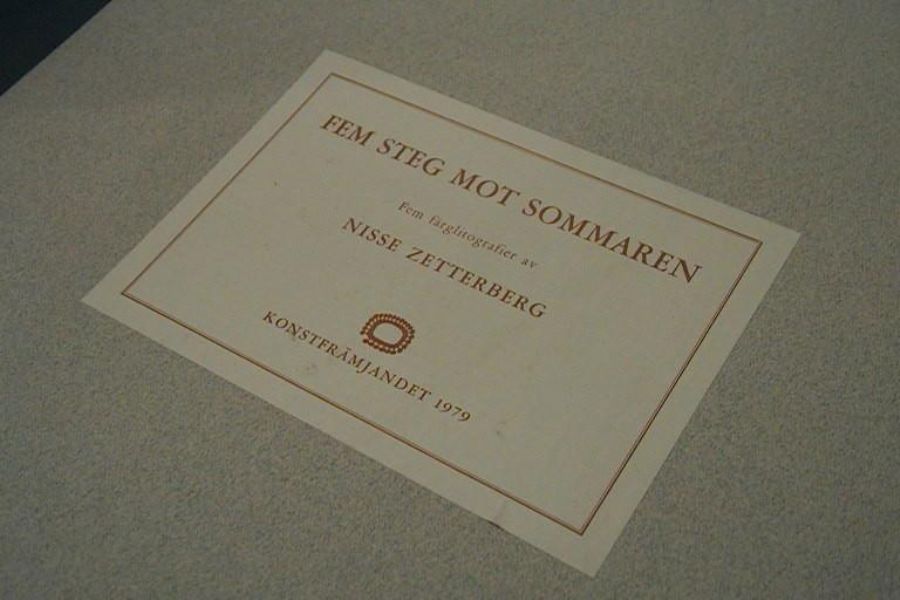 FEM STEG MOT SOMMAREN
Fem färglitografier av
NISSE ZETTERBERG
KONSTFRÄMJANDET 1979